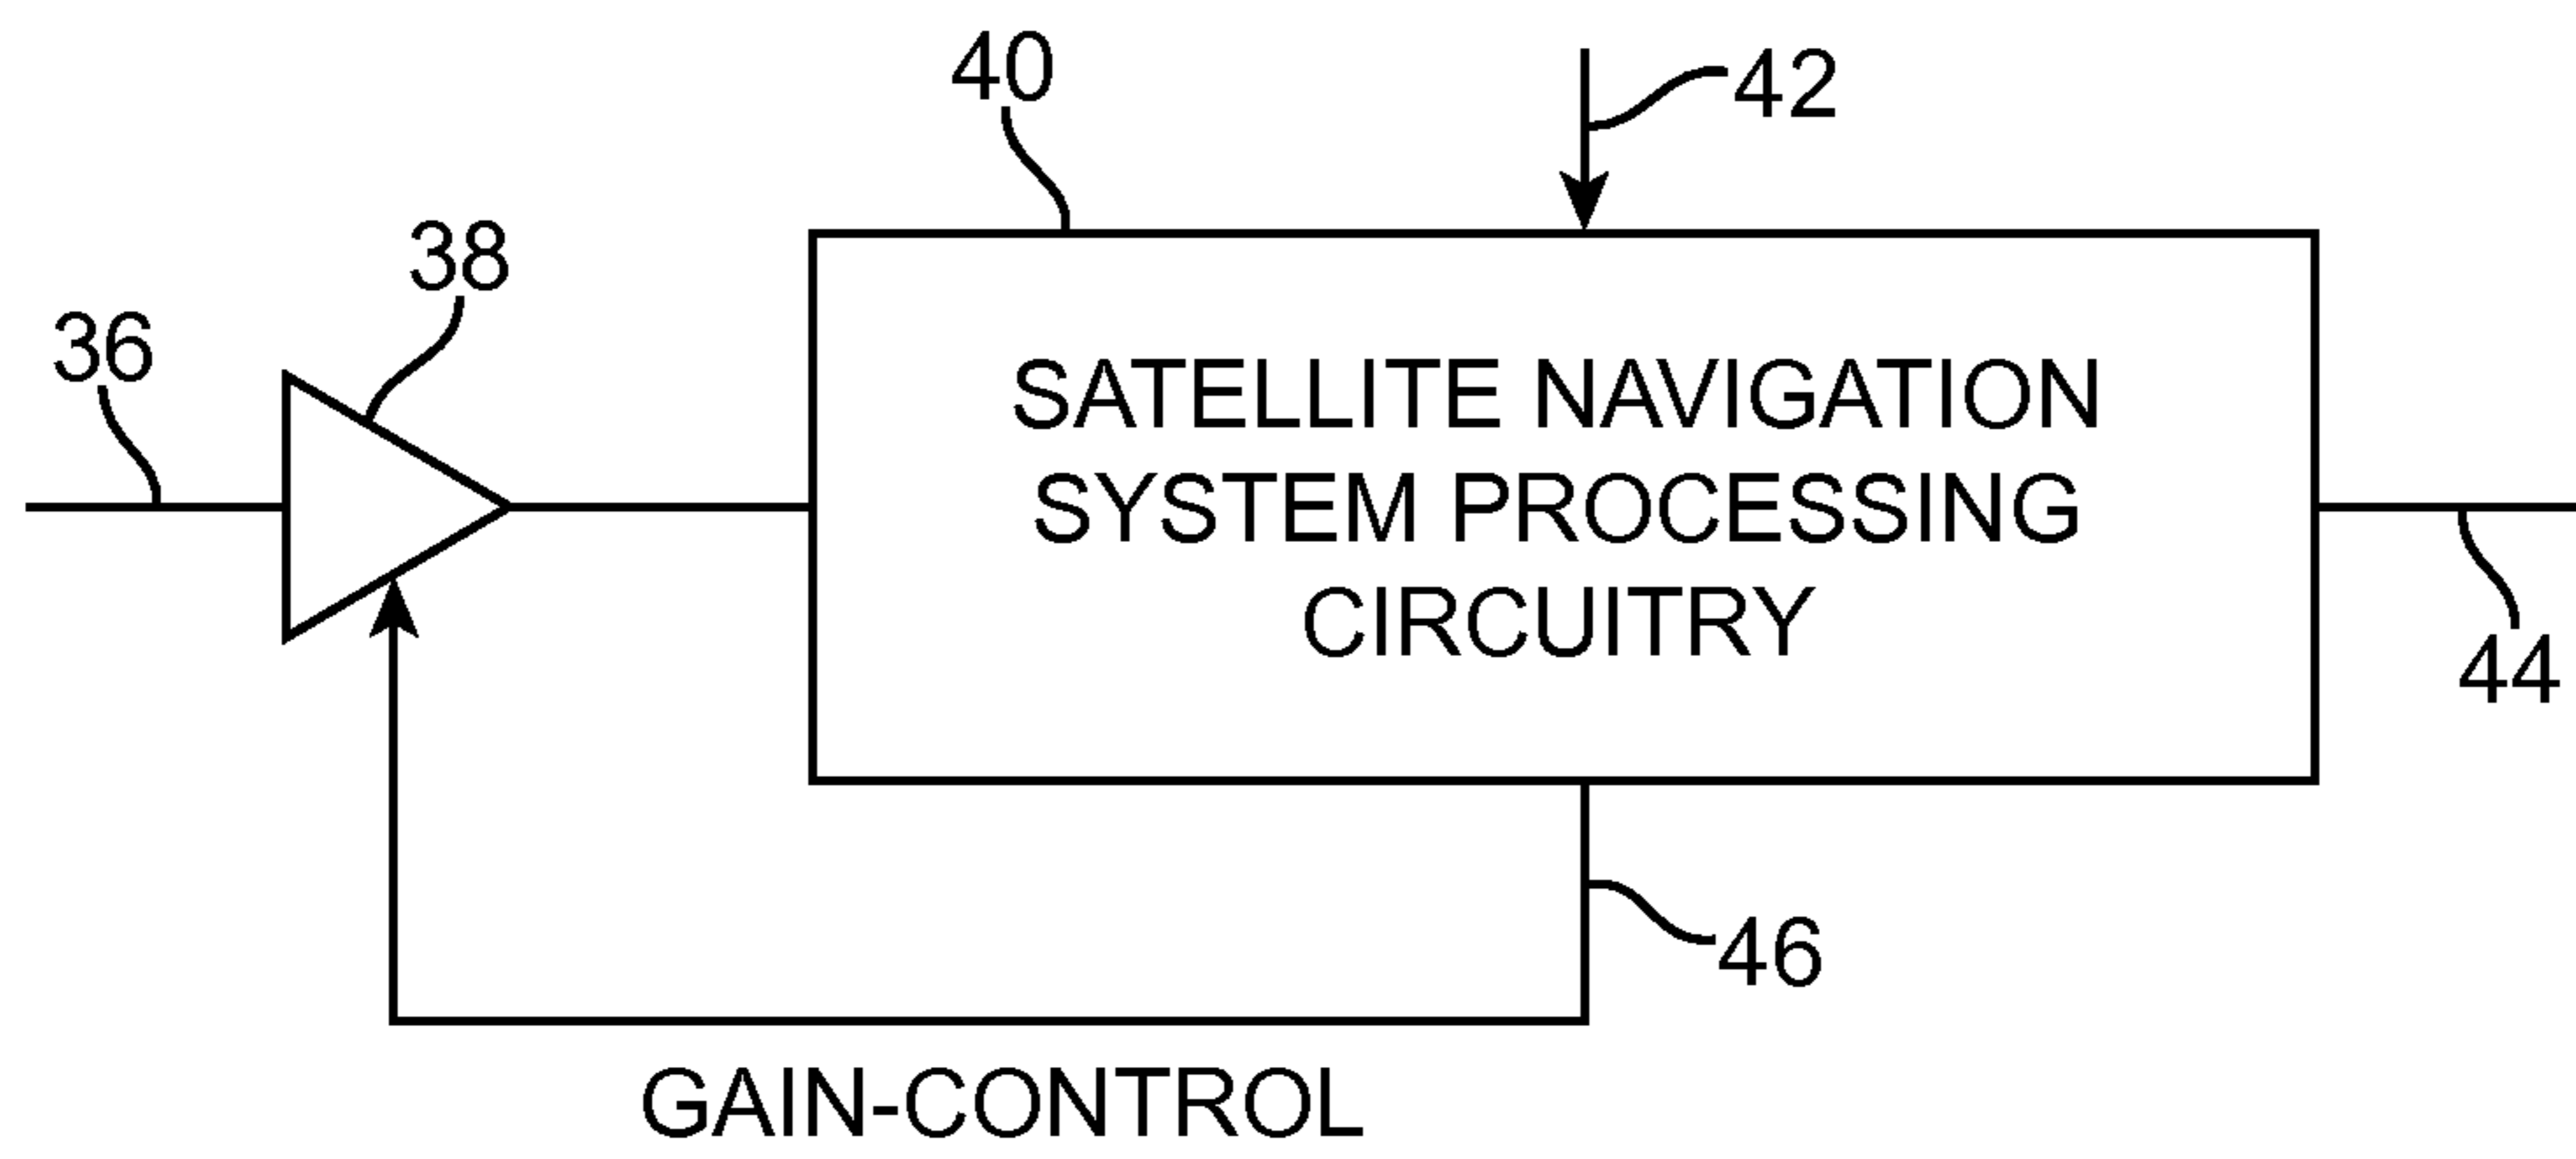 40
42
38
36
SATELLITE NAVIGATION
SYSTEM PROCESSING
CIRCUITRY
44
46
GAIN-CONTROL